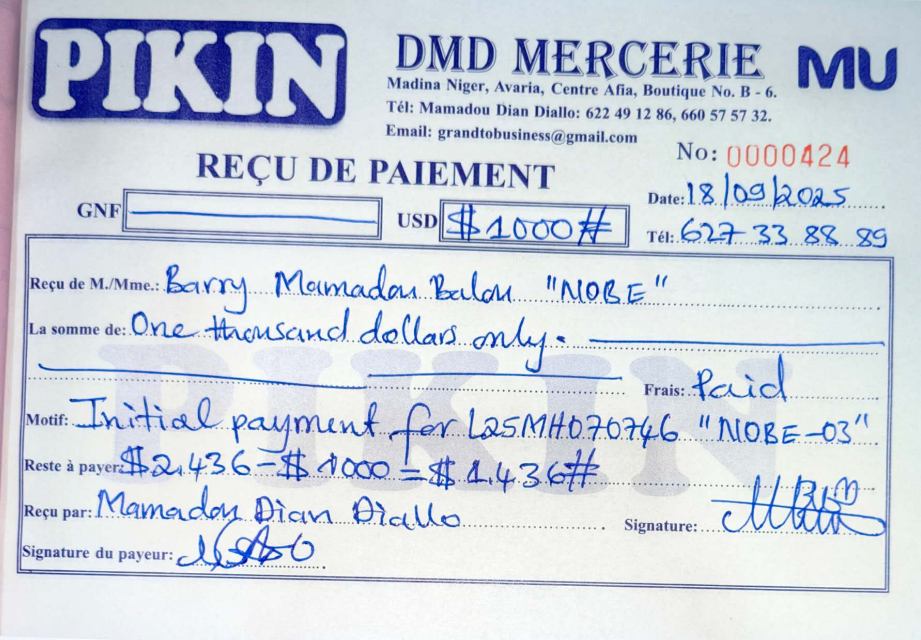 PIKIN
DMD MERCERIE
MU
Madina Niger, Avaria, Centre Afia, Boutique No. B - 6.
Tél: Mamadou Dian Diallo: 622 49 12 86, 660 57 57 32.
Email: grandtobusiness@gmail.com
No: 0000424
REÇU DE PAIEMENT
Date: 18/09/2025
GNF
USD $1000#
Tél: 627 33 88 89
Reçu de M./Mme.: Barry Mamadou Balou "NOBE"
La somme de: One thousand dollars only.
Frais: Paid
Motif: Initial payment for L25MH070746 "NOBE-03"
Reste à payer: $2.436 - $1000 = $1.436#
Reçu par: Mamadou Dian Diallo
Signature:
Signature du payeur:
PIKIN